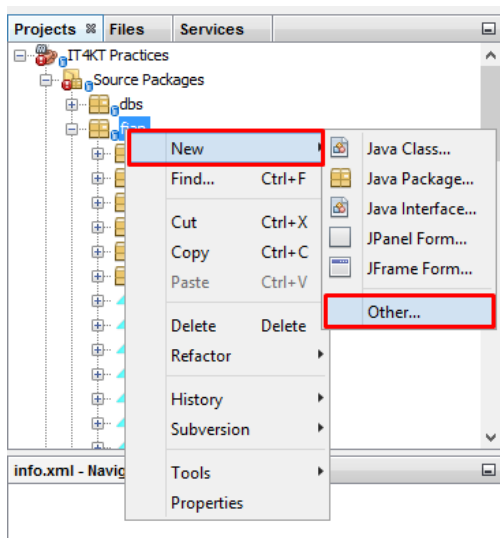 Projects Files Services
IT4KT Practices
Source Packages
dbs
New
Find... Ctrl+F
Cut Ctrl+X
Copy Ctrl+C
Paste Ctrl+V
Delete Delete
Refactor
History
Subversion
Tools
Properties
Java Class...
Java Package...
Java Interface...
JPanel Form...
JFrame Form...
Other...
info.xml - Navig